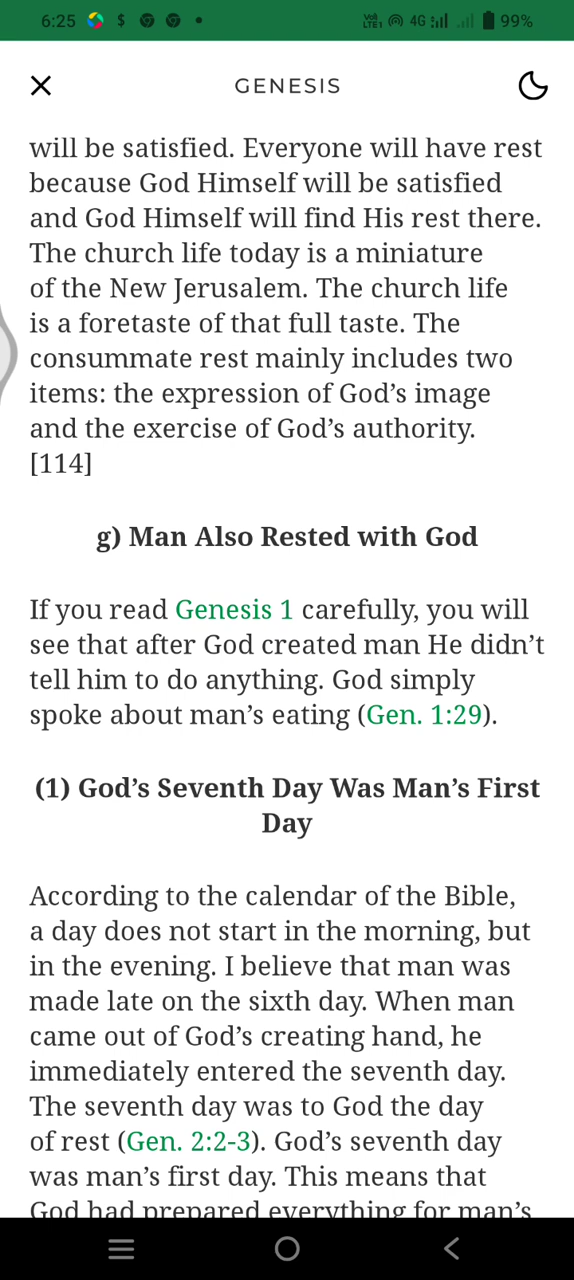 6:25 $ 4G 99%
GENESIS
will be satisfied. Everyone will have rest
because God Himself will be satisfied
and God Himself will find His rest there.
The church life today is a miniature
of the New Jerusalem. The church life
is a foretaste of that full taste. The
consummate rest mainly includes two
items: the expression of God’s image
and the exercise of God’s authority.
[114]
g) Man Also Rested with God
If you read Genesis 1 carefully, you will
see that after God created man He didn’t
tell him to do anything. God simply
spoke about man’s eating (Gen. 1:29).
(1) God’s Seventh Day Was Man’s First
Day
According to the calendar of the Bible,
a day does not start in the morning, but
in the evening. I believe that man was
made late on the sixth day. When man
came out of God’s creating hand, he
immediately entered the seventh day.
The seventh day was to God the day
of rest (Gen. 2:2-3). God’s seventh day
was man’s first day. This means that
God had prepared everything for man’s